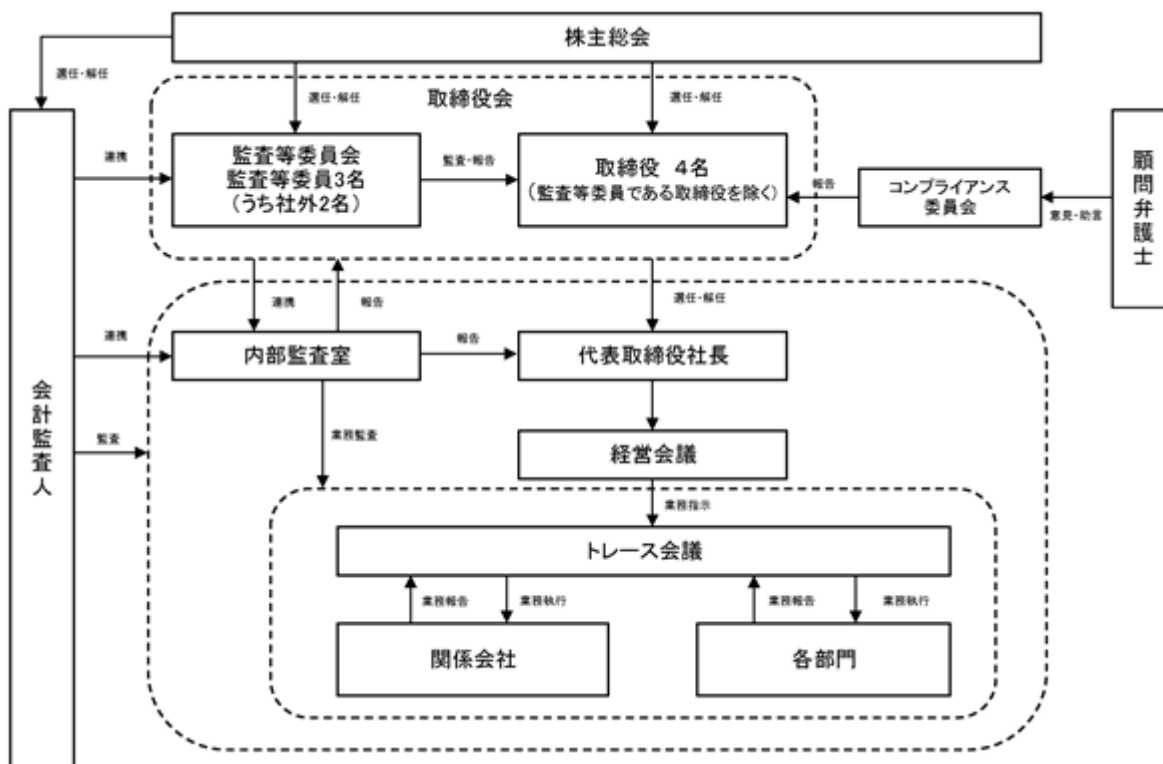 株主総会
選任・解任
取締役会
選任・解任
選任・解任
監査等委員会
監査等委員3名
（うち社外2名）
連携
監査・報告
取締役 4名
（監査等委員である取締役を除く）
報告
コンプライアンス
委員会
意見・助言
顧問弁護士
連携
報告
選任・解任
連携
内部監査室
報告
代表取締役社長
会計監査人
監査
業務監査
経営会議
業務指示
トレース会議
業務報告
業務執行
業務報告
業務執行
関係会社
各部門